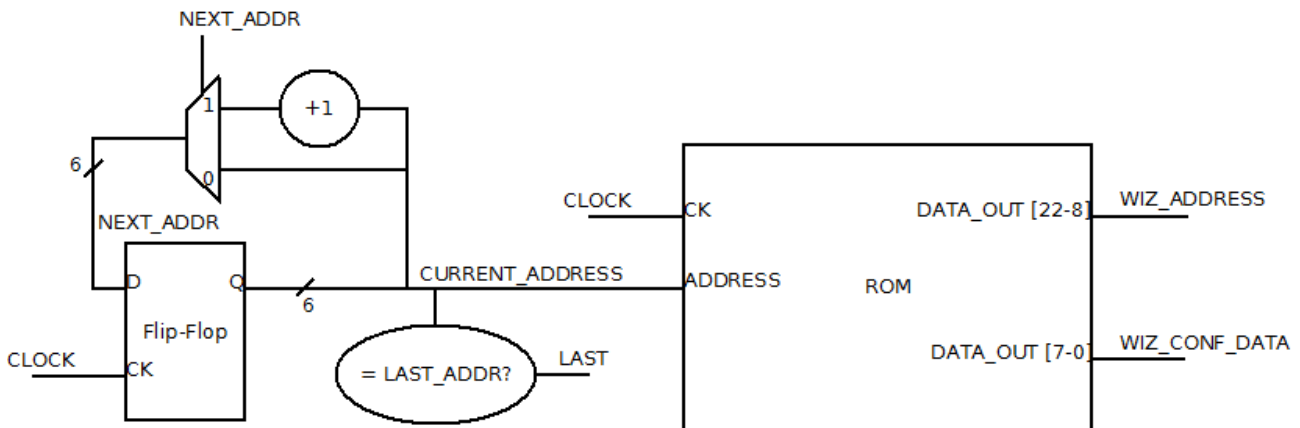 NEXT_ADDR
1
+1
6
0
NEXT_ADDR
D
Q
6
Flip-Flop
CLOCK
CK
CURRENT_ADDRESS
= LAST_ADDR?
LAST
CLOCK
CK
ADDRESS
ROM
DATA_OUT [22-8]
WIZ_ADDRESS
DATA_OUT [7-0]
WIZ_CONF_DATA